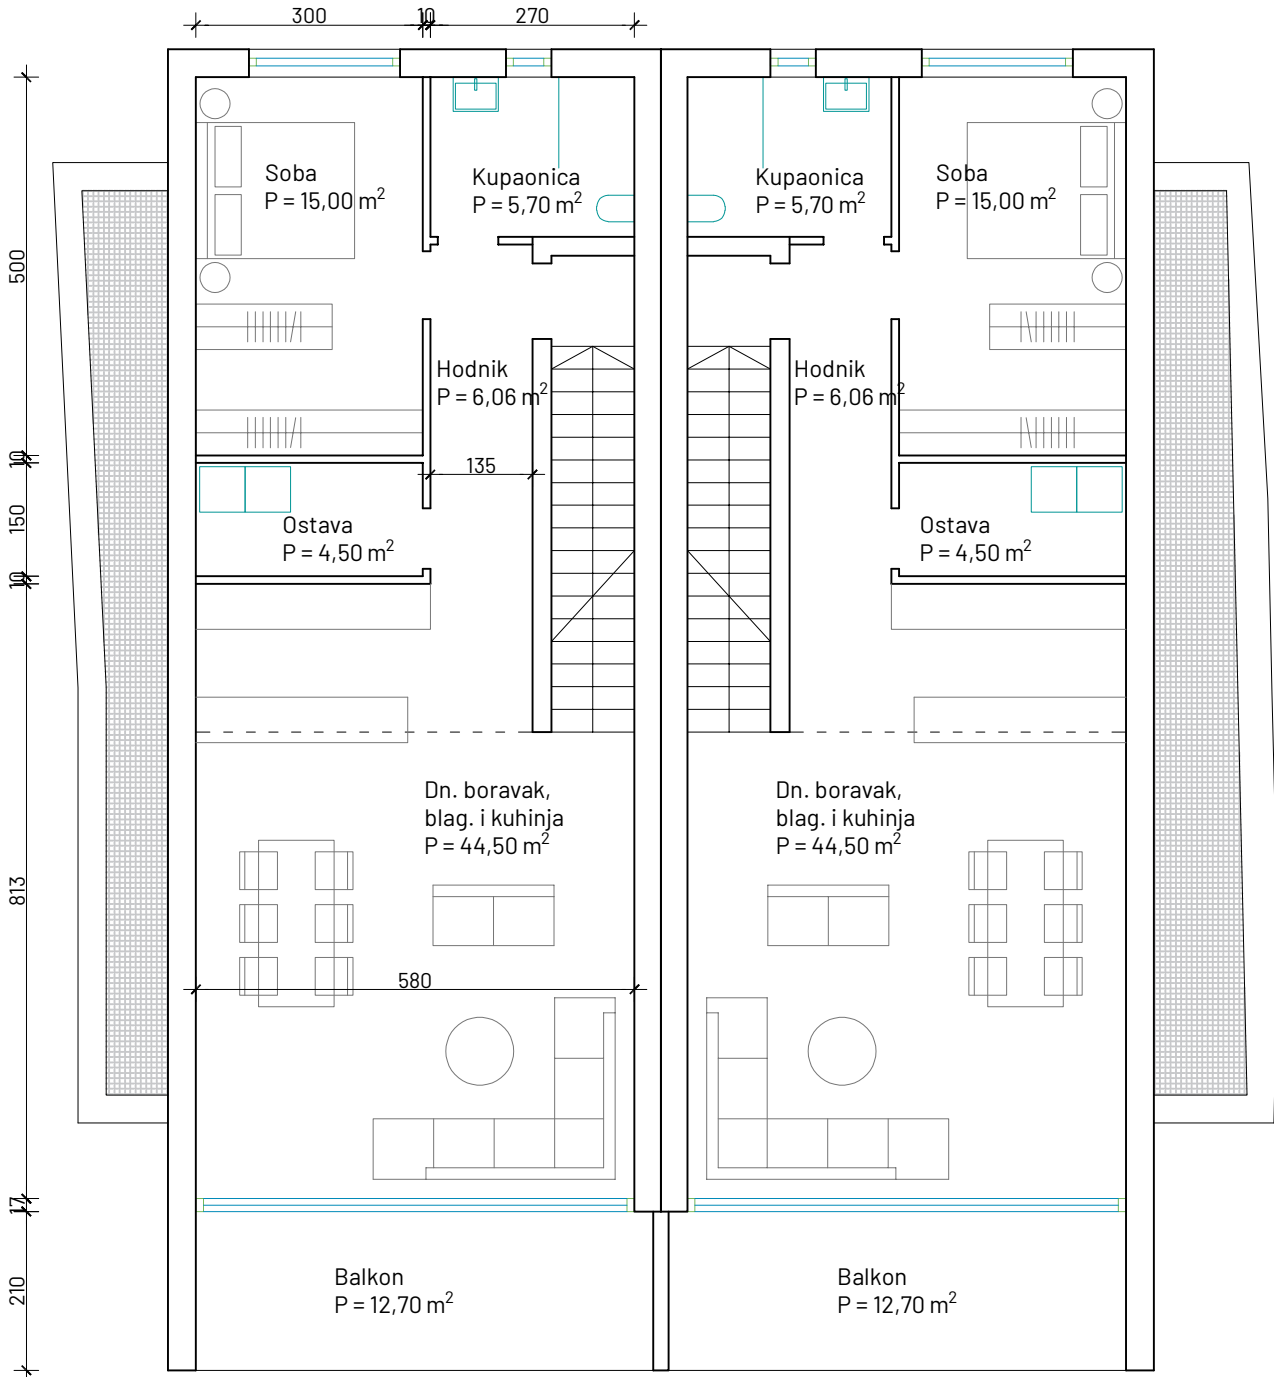 300
10
270
Soba
P = 15,00 m²
Kupaonica
P = 5,70 m²
Kupaonica
P = 5,70 m²
Soba
P = 15,00 m²
500
Hodnik
P = 6,06 m²
Hodnik
P = 6,06 m²
10
135
150
Ostava
P = 4,50 m²
Ostava
P = 4,50 m²
10
Dn. boravak,
blag. i kuhinja
P = 44,50 m²
Dn. boravak,
blag. i kuhinja
P = 44,50 m²
813
580
17
210
Balkon
P = 12,70 m²
Balkon
P = 12,70 m²